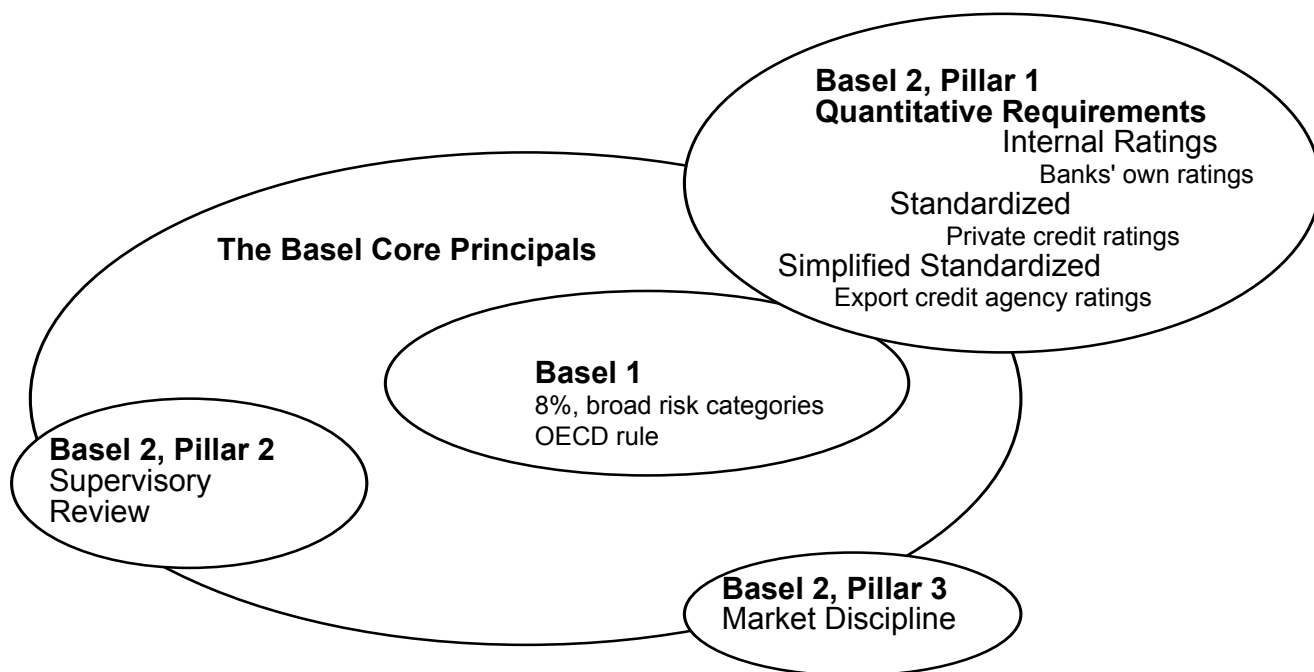 Basel 2, Pillar 1
Quantitative Requirements
Internal Ratings
Banks' own ratings
Standardized
Private credit ratings
Simplified Standardized
Export credit agency ratings
The Basel Core Principals
Basel 1
8%, broad risk categories
OECD rule
Basel 2, Pillar 2
Supervisory
Review
Basel 2, Pillar 3
Market Discipline